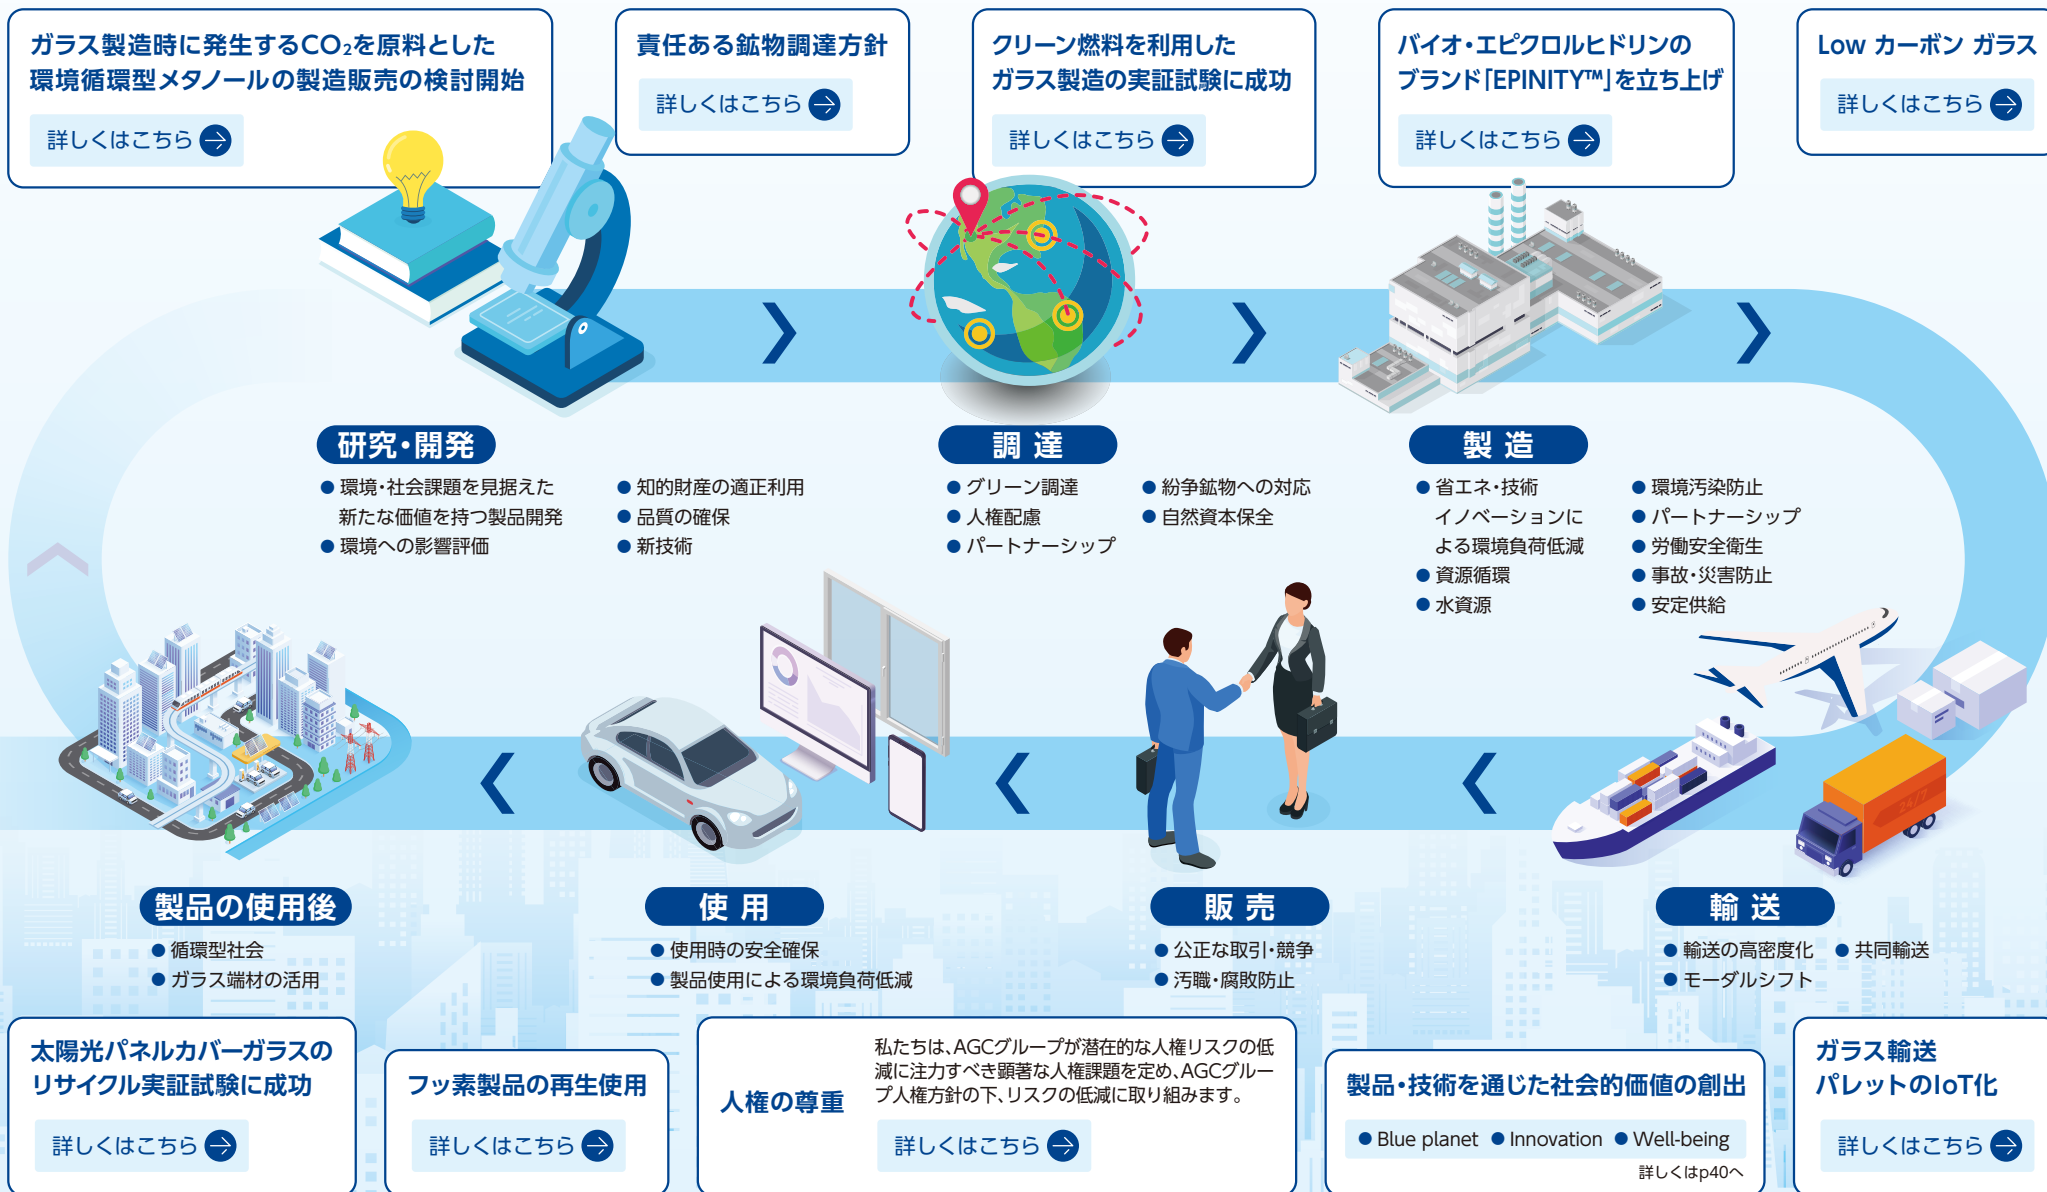 ガラス製造時に発生するCO₂を原料とした
環境循環型メタノールの製造販売の検討開始
詳しくはこちら
責任ある鉱物調達方針
詳しくはこちら
クリーン燃料を利用した
ガラス製造の実証試験に成功
詳しくはこちら
バイオ・エピクロルヒドリンの
ブランド「EPINITY™」を立ち上げ
詳しくはこちら
Low カーボン ガラス
詳しくはこちら
研究・開発
● 環境・社会課題を見据えた
新たな価値を持つ製品開発
● 環境への影響評価
● 知的財産の適正利用
● 品質の確保
● 新技術
調 達
● グリーン調達
● 人権配慮
● パートナーシップ
● 紛争鉱物への対応
● 自然資本保全
製 造
● 省エネ・技術
イノベーションに
よる環境負荷低減
● 資源循環
● 水資源
● 環境汚染防止
● パートナーシップ
● 労働安全衛生
● 事故・災害防止
● 安定供給
24/7
製品の使用後
● 循環型社会
● ガラス端材の活用
使 用
● 使用時の安全確保
● 製品使用による環境負荷低減
販 売
● 公正な取引・競争
● 汚職・腐敗防止
輸 送
● 輸送の高密度化 ● 共同輸送
● モーダルシフト
太陽光パネルカバーガラスの
リサイクル実証試験に成功
詳しくはこちら
フッ素製品の再生使用
詳しくはこちら
人権の尊重
私たちは、AGCグループが潜在的な人権リスクの低
減に注力すべき顕著な人権課題を定め、AGCグルー
プ人権方針の下、リスクの低減に取り組みます。
詳しくはこちら
製品・技術を通じた社会的価値の創出
● Blue planet ● Innovation ● Well-being
詳しくはp40へ
ガラス輸送
パレットのIoT化
詳しくはこちら